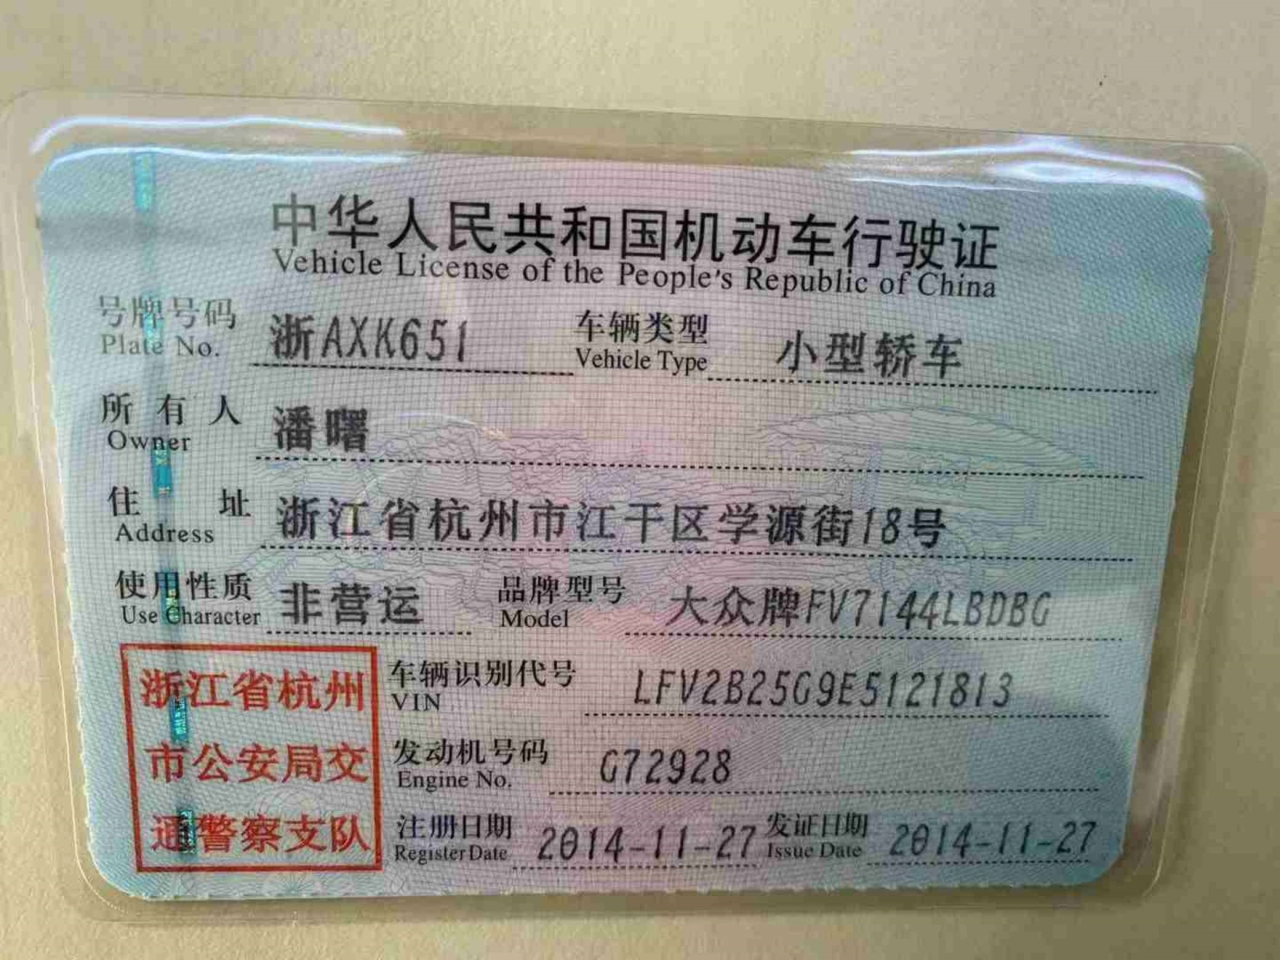 中华人民共和国机动车行驶证
Vehicle License of the People's Republic of China
号牌号码 浙AXK651 车辆类型 小型轿车
Plate No. Vehicle Type
所有人 潘曙
Owner
住址 浙江省杭州市江干区学源街18号
Address
使用性质 非营运 品牌型号 大众牌FV7144LBDBG
Use Character Model
浙江省杭州
市公安局交
通警察支队
车辆识别代号 LFV2B25G9E5121813
VIN
发动机号码 G72928
Engine No.
注册日期 2014-11-27 发证日期 2014-11-27
Register Date Issue Date